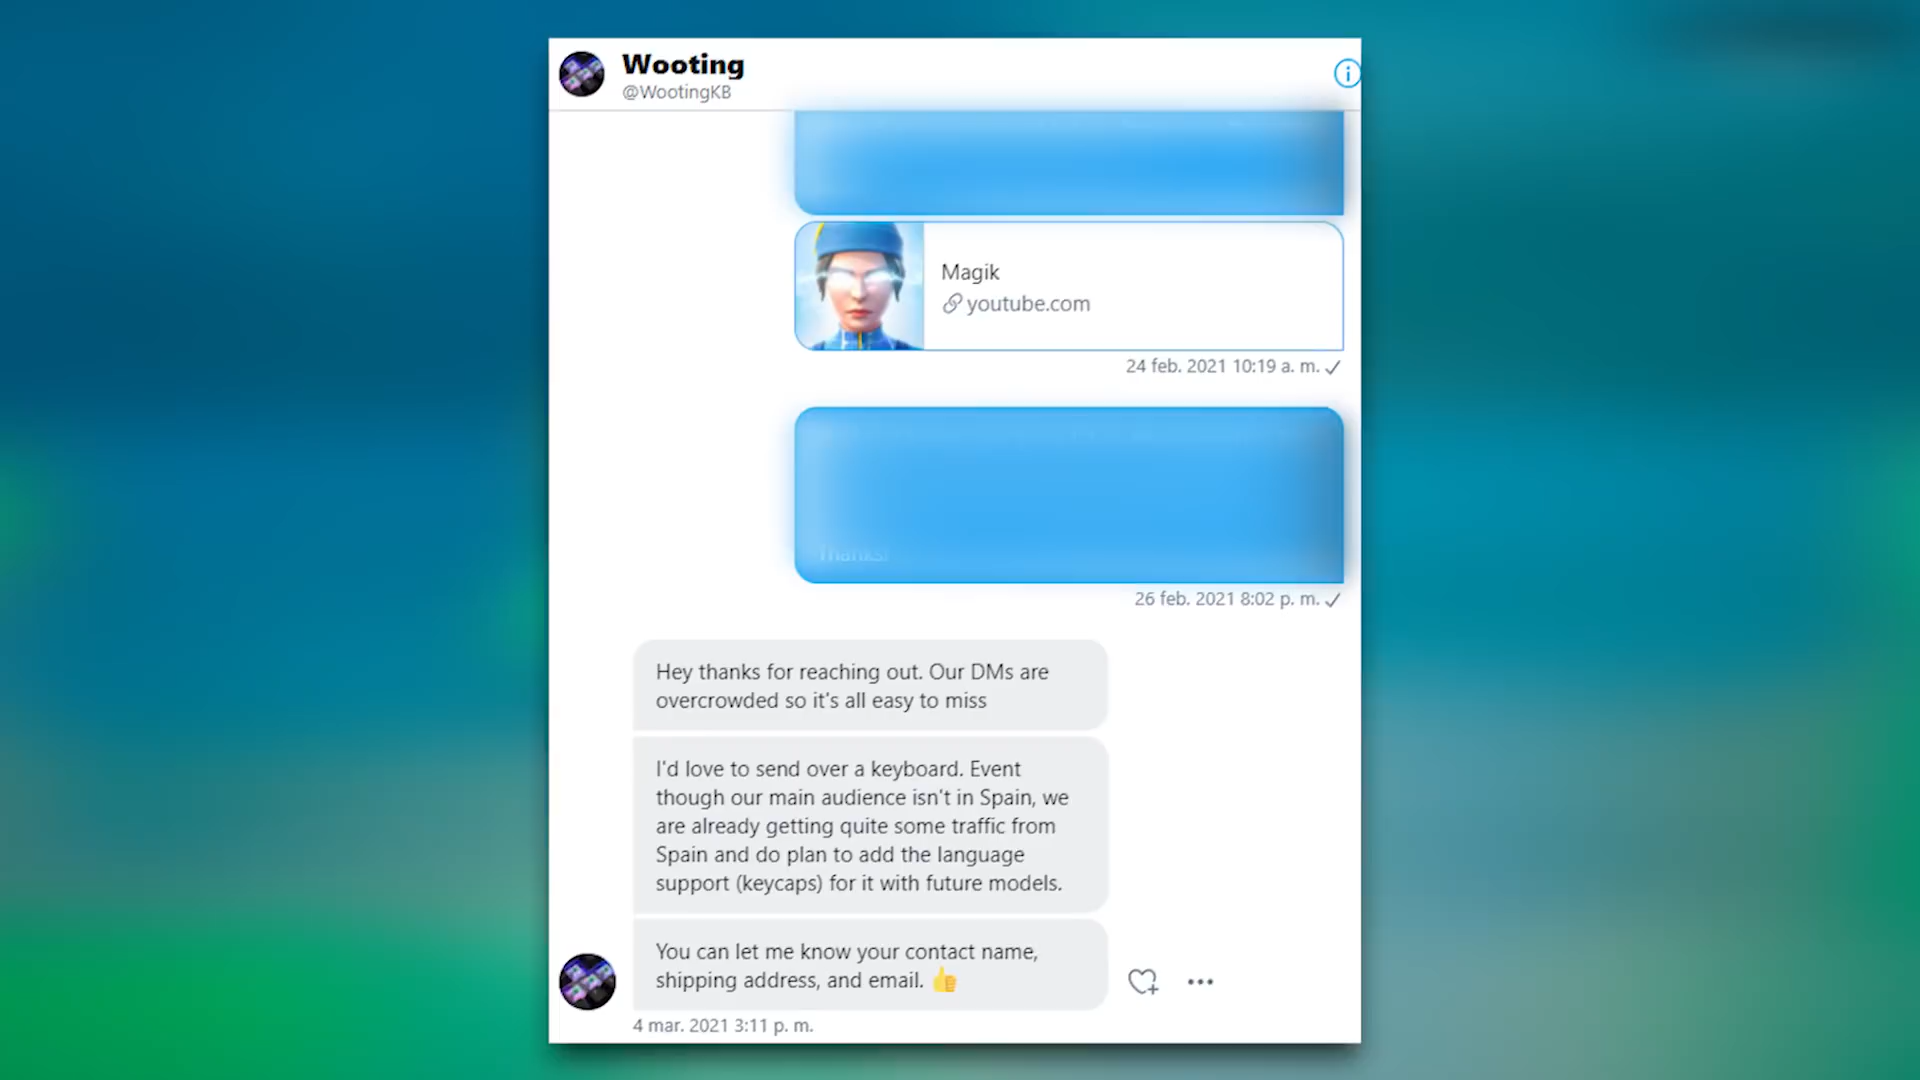 Wooting
@WootingKB
Magik
youtube.com
24 feb. 2021 10:19 a. m.
Thanks!
26 feb. 2021 8:02 p. m.
Hey thanks for reaching out. Our DMs are
overcrowded so it's all easy to miss
I'd love to send over a keyboard. Event
though our main audience isn't in Spain, we
are already getting quite some traffic from
Spain and do plan to add the language
support (keycaps) for it with future models.
You can let me know your contact name,
shipping address, and email. 👍
4 mar. 2021 3:11 p. m.